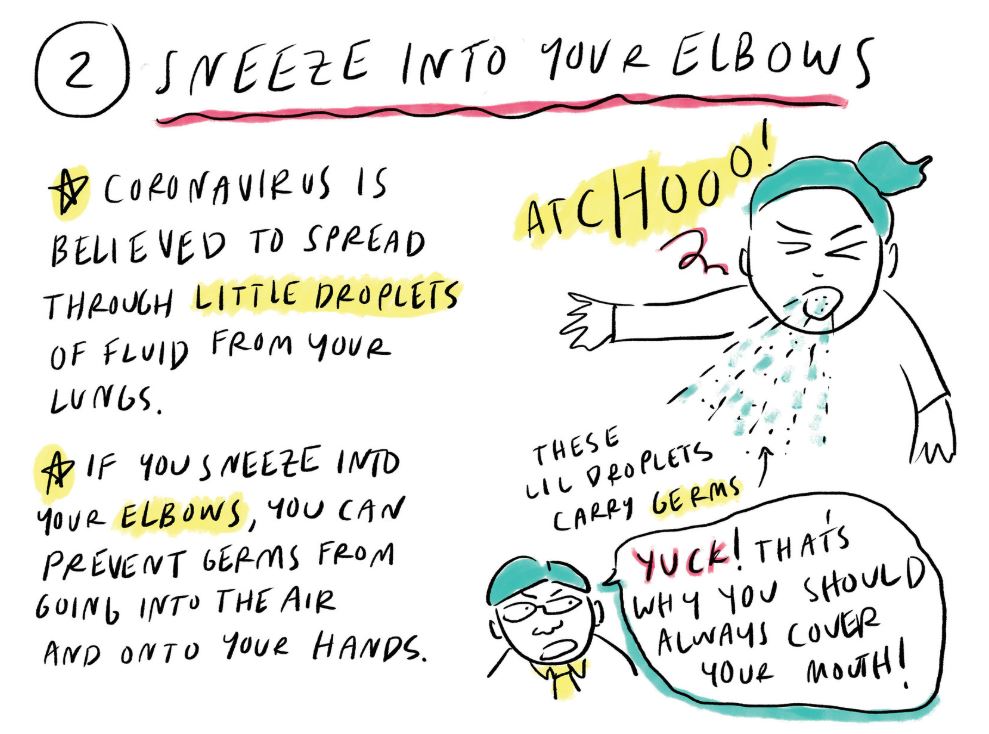 2 SNEEZE INTO YOUR ELBOWS
CORONAVIRUS IS
BELIEVED TO SPREAD
THROUGH LITTLE DROPLETS
OF FLUID FROM YOUR
LUNGS.
IF YOU SNEEZE INTO
YOUR ELBOWS, YOU CAN
PREVENT GERMS FROM
GOING INTO THE AIR
AND ONTO YOUR HANDS.
ATCHOOO!
THESE
LIL DROPLETS
CARRY GERMS
YUCK! THAT'S
WHY YOU SHOULD
ALWAYS COVER
YOUR MOUTH!